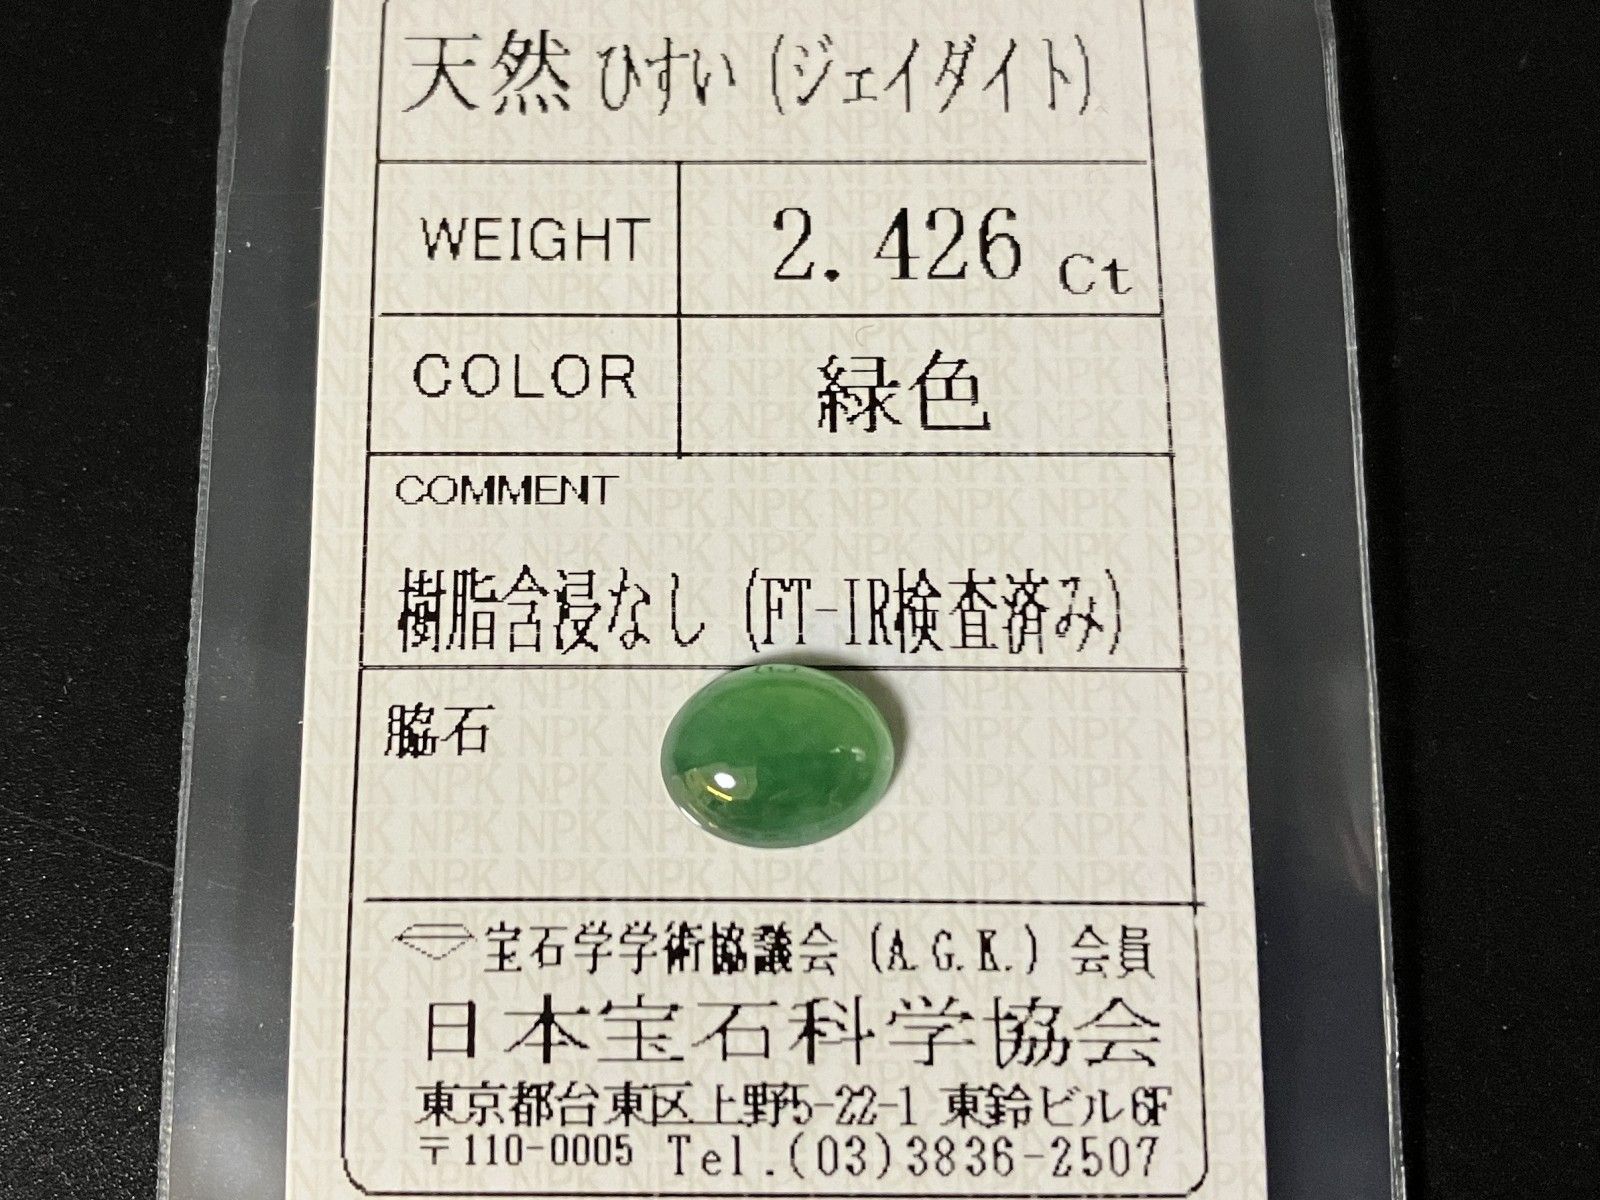 天然 ひすい (ジェイダイト)
WEIGHT 2.426 Ct
COLOR 緑色
COMMENT
樹脂含浸なし (FT-IR検査済み)
脇石
宝石学学術協議会 (A.G.K.) 会員
日本宝石科学協会
東京都台東区上野5-22-1 東鈴ビル6F
〒110-0005 Tel.(03)3836-2507